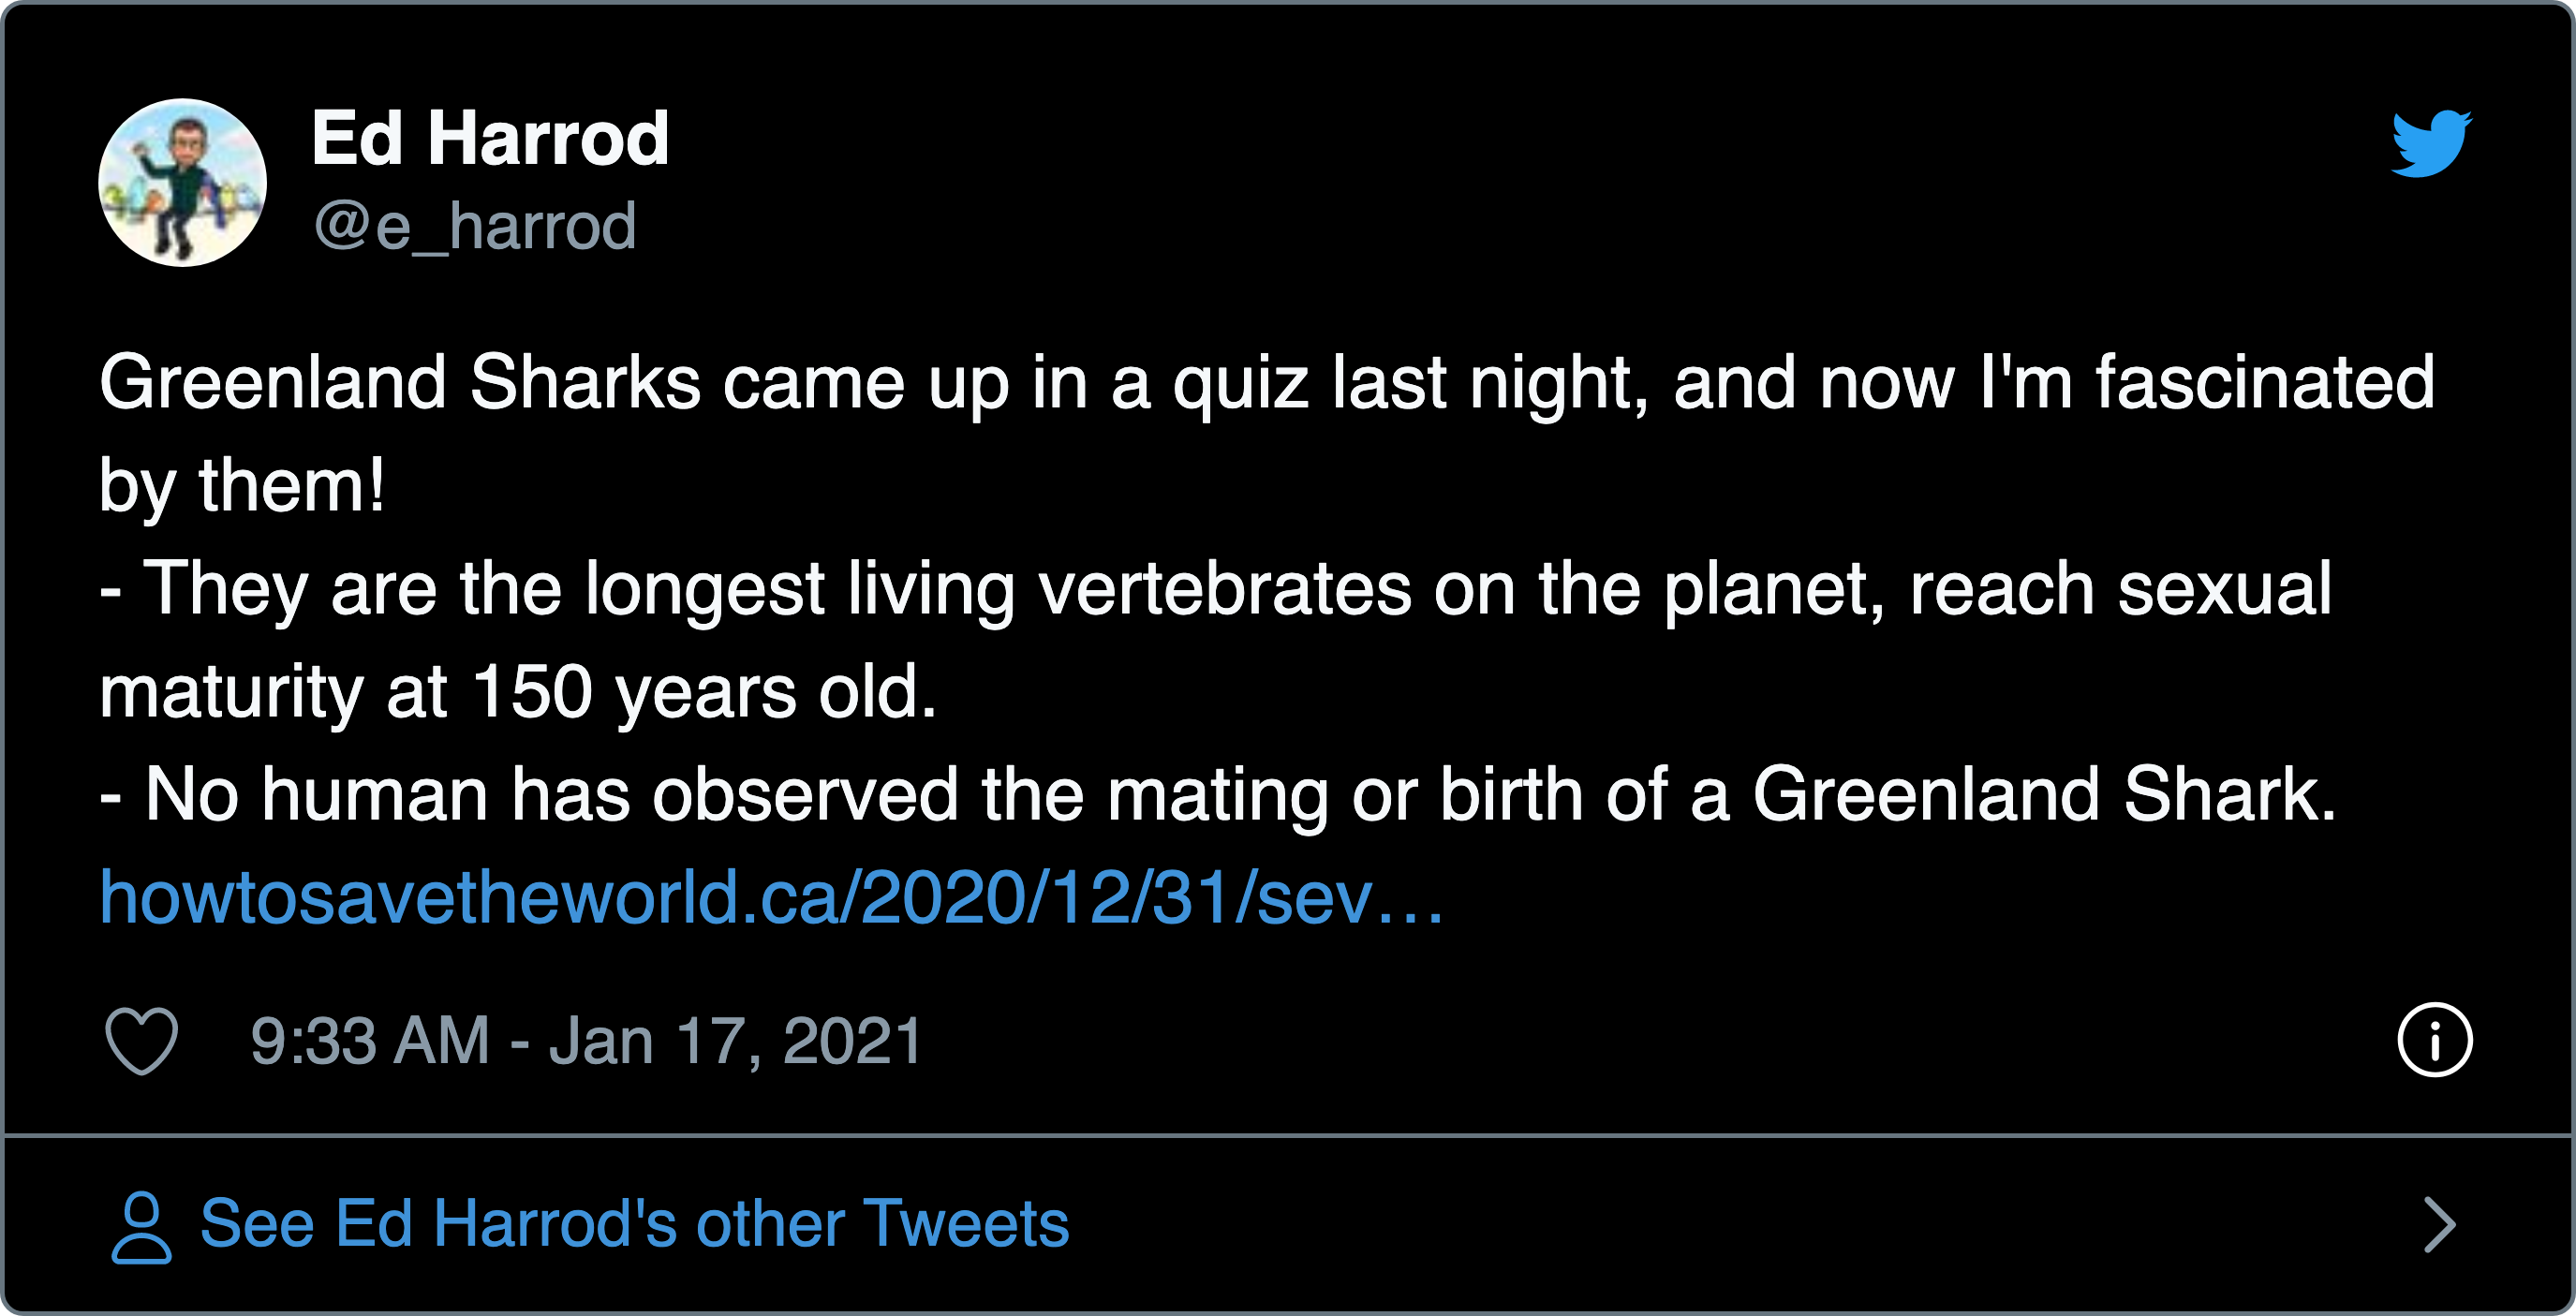 Ed Harrod
@e_harrod
Greenland Sharks came up in a quiz last night, and now I'm fascinated
by them!
- They are the longest living vertebrates on the planet, reach sexual
maturity at 150 years old.
- No human has observed the mating or birth of a Greenland Shark.
howtosavetheworld.ca/2020/12/31/sev…
9:33 AM - Jan 17, 2021
See Ed Harrod's other Tweets